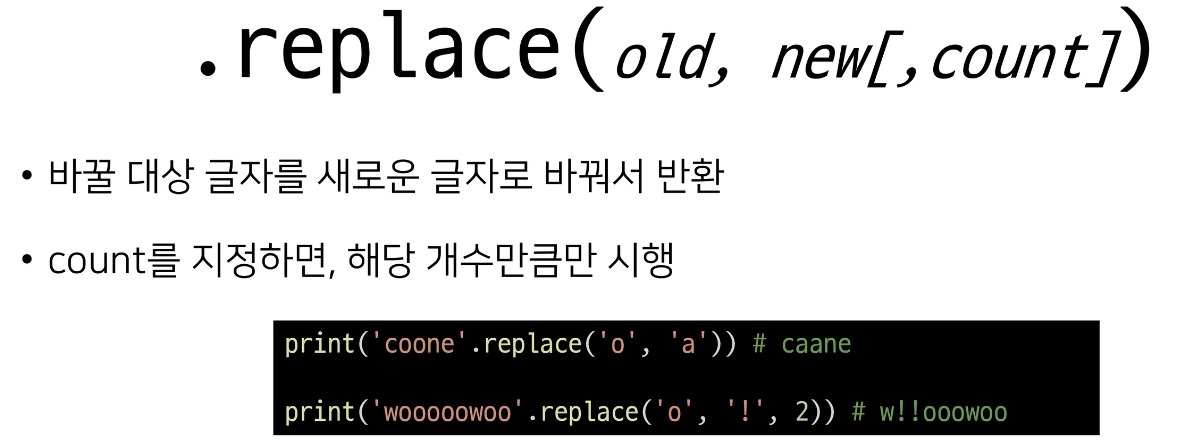 .replace(old, new[,count])
• 바꿀 대상 글자를 새로운 글자로 바꿔서 반환
• count를 지정하면, 해당 개수만큼만 시행
print('coone'.replace('o', 'a')) # caane
print('wooooowoo'.replace('o', '!', 2)) # w!!ooowoo